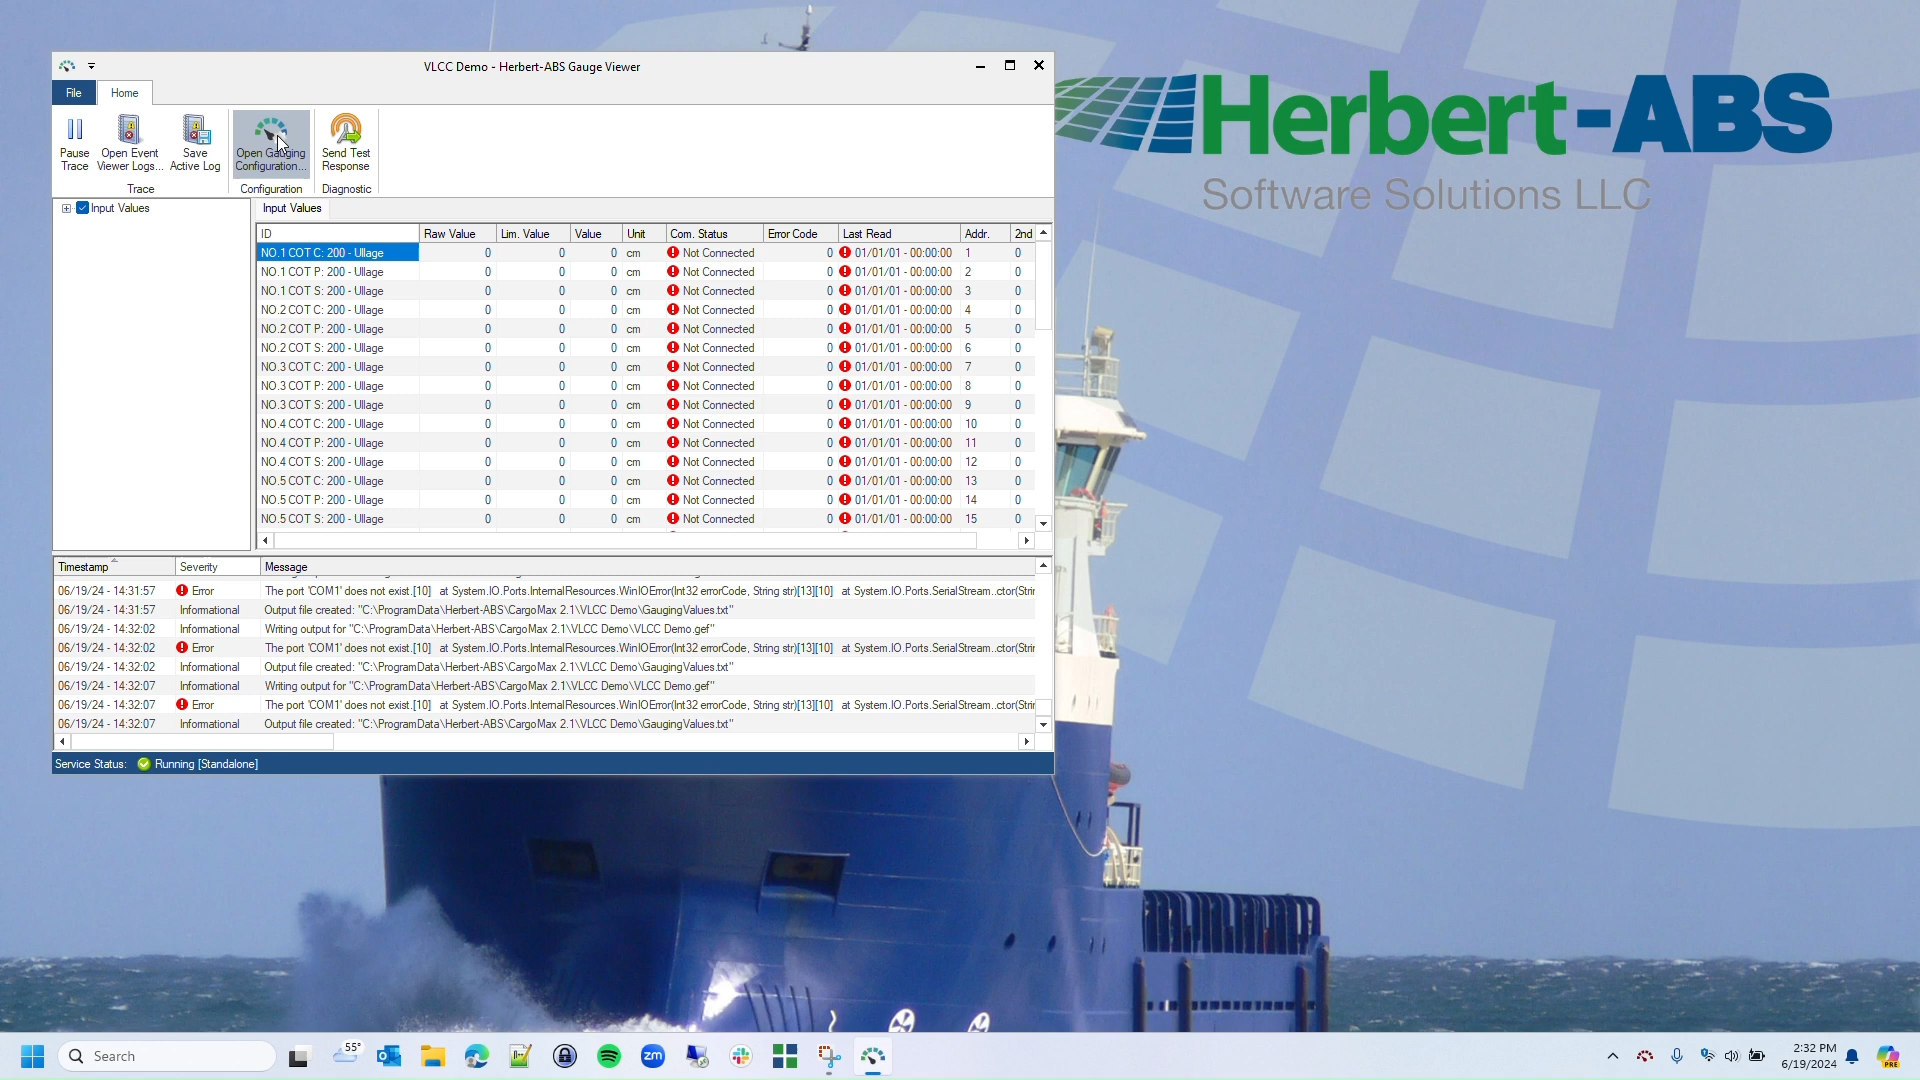 VLCC Demo - Herbert-ABS Gauge Viewer
File Home
Pause Trace
Open Event Viewer Logs...
Save Active Log
Open Gauging Configuration...
Send Test Response
Trace Configuration Diagnostic
Input Values
Input Values
ID Raw Value Lim. Value Value Unit Com. Status Error Code Last Read Addr. 2nd
NO.1 COT C: 200 - Ullage 0 0 0 cm Not Connected 0 01/01/01 - 00:00:00 1 0
NO.1 COT P: 200 - Ullage 0 0 0 cm Not Connected 0 01/01/01 - 00:00:00 2 0
NO.1 COT S: 200 - Ullage 0 0 0 cm Not Connected 0 01/01/01 - 00:00:00 3 0
NO.2 COT C: 200 - Ullage 0 0 0 cm Not Connected 0 01/01/01 - 00:00:00 4 0
NO.2 COT P: 200 - Ullage 0 0 0 cm Not Connected 0 01/01/01 - 00:00:00 5 0
NO.2 COT S: 200 - Ullage 0 0 0 cm Not Connected 0 01/01/01 - 00:00:00 6 0
NO.3 COT C: 200 - Ullage 0 0 0 cm Not Connected 0 01/01/01 - 00:00:00 7 0
NO.3 COT P: 200 - Ullage 0 0 0 cm Not Connected 0 01/01/01 - 00:00:00 8 0
NO.3 COT S: 200 - Ullage 0 0 0 cm Not Connected 0 01/01/01 - 00:00:00 9 0
NO.4 COT C: 200 - Ullage 0 0 0 cm Not Connected 0 01/01/01 - 00:00:00 10 0
NO.4 COT P: 200 - Ullage 0 0 0 cm Not Connected 0 01/01/01 - 00:00:00 11 0
NO.4 COT S: 200 - Ullage 0 0 0 cm Not Connected 0 01/01/01 - 00:00:00 12 0
NO.5 COT C: 200 - Ullage 0 0 0 cm Not Connected 0 01/01/01 - 00:00:00 13 0
NO.5 COT P: 200 - Ullage 0 0 0 cm Not Connected 0 01/01/01 - 00:00:00 14 0
NO.5 COT S: 200 - Ullage 0 0 0 cm Not Connected 0 01/01/01 - 00:00:00 15 0
Timestamp Severity Message
06/19/24 - 14:31:57 Error The port 'COM1' does not exist.[10] at System.IO.Ports.InternalResources.WinIOError(Int32 errorCode, String str)[13][10] at System.IO.Ports.SerialStream..ctor(Strin
06/19/24 - 14:31:57 Informational Output file created: "C:\ProgramData\Herbert-ABS\CargoMax 2.1\VLCC Demo\GaugingValues.txt"
06/19/24 - 14:32:02 Informational Writing output for "C:\ProgramData\Herbert-ABS\CargoMax 2.1\VLCC Demo\VLCC Demo.gef"
06/19/24 - 14:32:02 Error The port 'COM1' does not exist.[10] at System.IO.Ports.InternalResources.WinIOError(Int32 errorCode, String str)[13][10] at System.IO.Ports.SerialStream..ctor(Strin
06/19/24 - 14:32:02 Informational Output file created: "C:\ProgramData\Herbert-ABS\CargoMax 2.1\VLCC Demo\GaugingValues.txt"
06/19/24 - 14:32:07 Informational Writing output for "C:\ProgramData\Herbert-ABS\CargoMax 2.1\VLCC Demo\VLCC Demo.gef"
06/19/24 - 14:32:07 Error The port 'COM1' does not exist.[10] at System.IO.Ports.InternalResources.WinIOError(Int32 errorCode, String str)[13][10] at System.IO.Ports.SerialStream..ctor(Strin
06/19/24 - 14:32:07 Informational Output file created: "C:\ProgramData\Herbert-ABS\CargoMax 2.1\VLCC Demo\GaugingValues.txt"
Service Status: Running [Standalone]
Herbert-ABS
Software Solutions LLC
Search
55°
zm
2:32 PM
6/19/2024
PRE